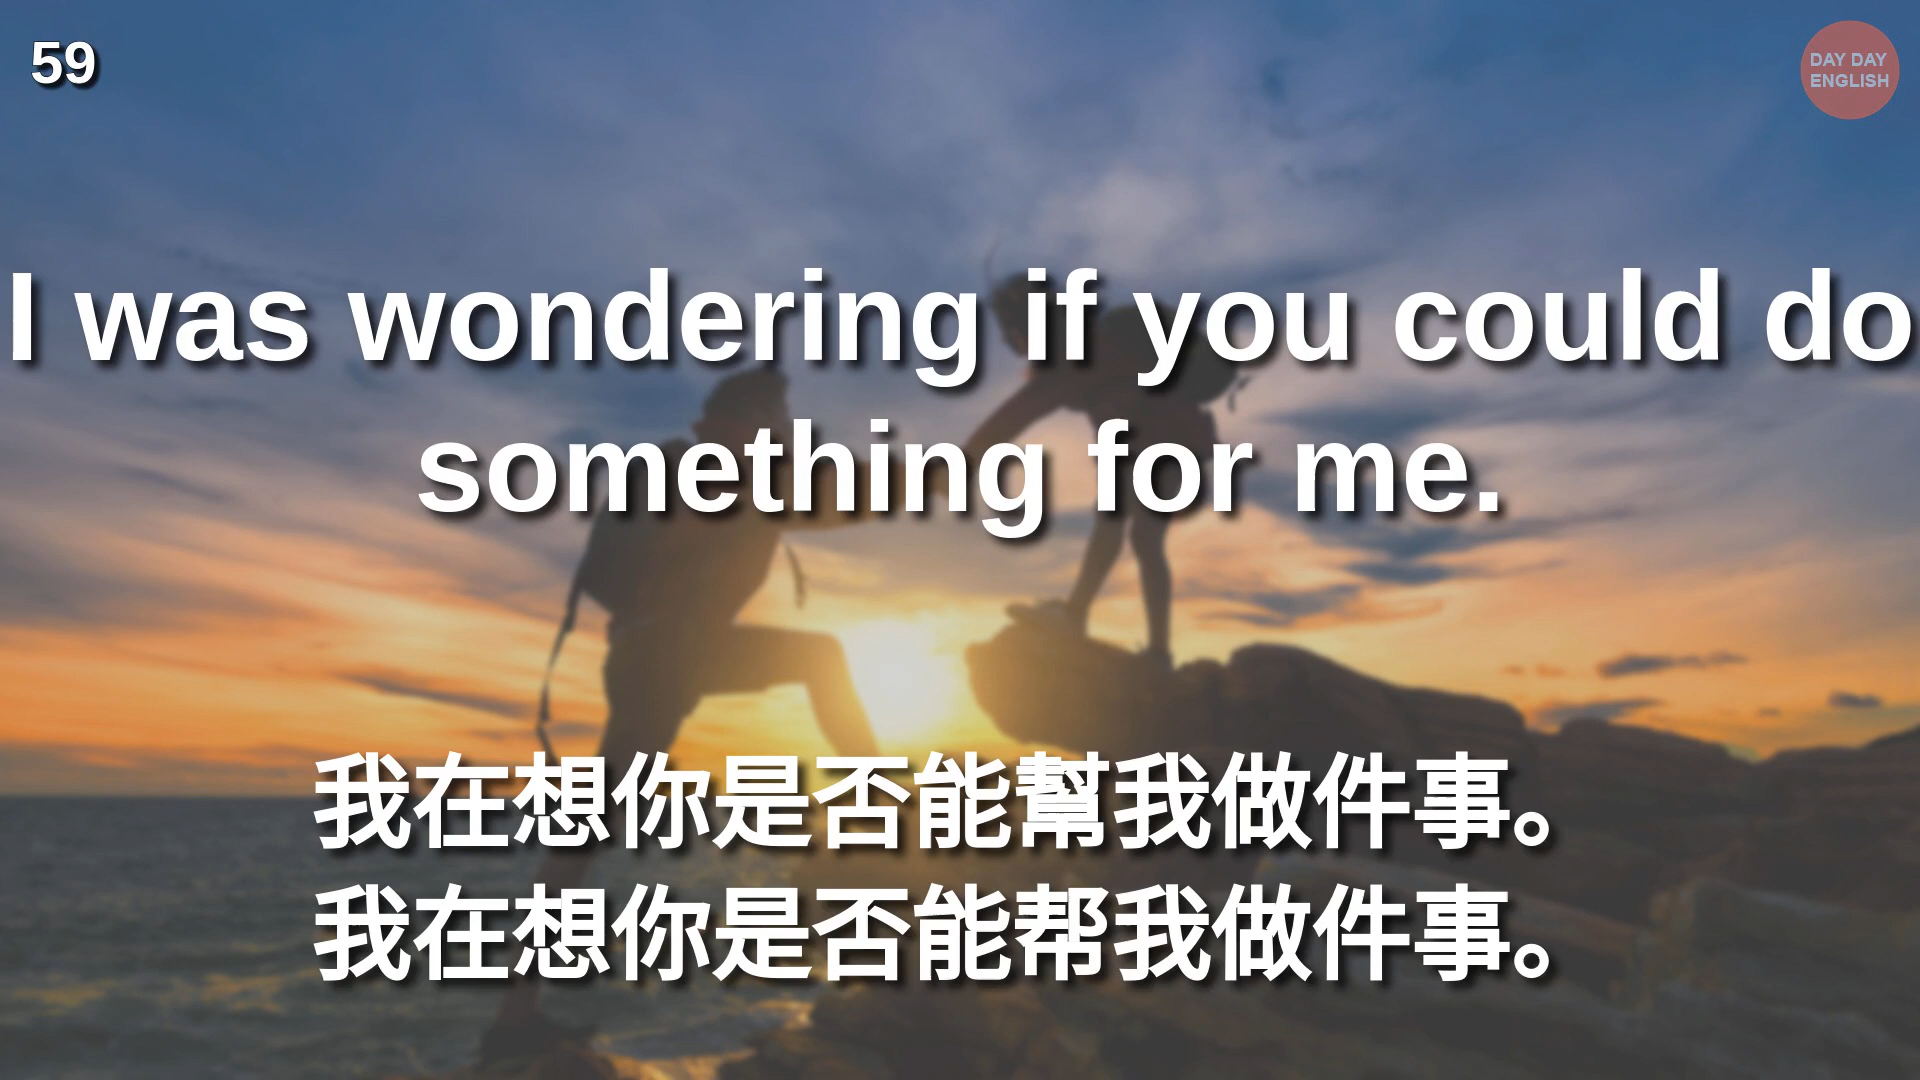 59
DAY DAY
ENGLISH
I was wondering if you could do
something for me.
我在想你是否能幫我做件事。
我在想你是否能帮我做件事。